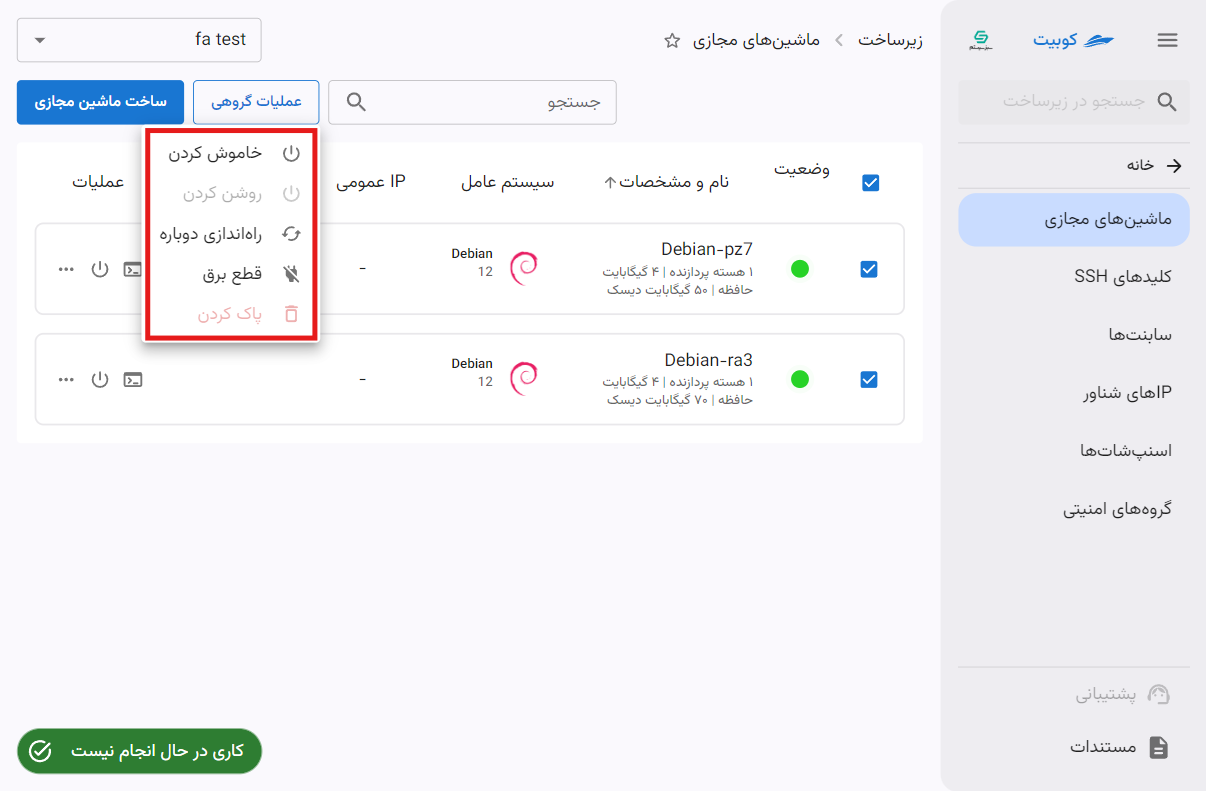 کوبیت
جستجو در زیرساخت
خانه
ماشین‌های مجازی
کلیدهای SSH
سابنت‌ها
IPهای شناور
اسنپ‌شات‌ها
گروه‌های امنیتی
پشتیبانی
مستندات
زیرساخت
ماشین‌های مجازی
fa test
جستجو
عملیات گروهی
ساخت ماشین مجازی
خاموش کردن
روشن کردن
راه‌اندازی دوباره
قطع برق
پاک کردن
وضعیت
نام و مشخصات
سیستم عامل
IP عمومی
عملیات
Debian-pz7
۱ هسته پردازنده | ۴ گیگابایت
حافظه | ۵۰ گیگابایت دیسک
Debian
12
-
Debian-ra3
۱ هسته پردازنده | ۴ گیگابایت
حافظه | ۷۰ گیگابایت دیسک
Debian
12
-
کاری در حال انجام نیست